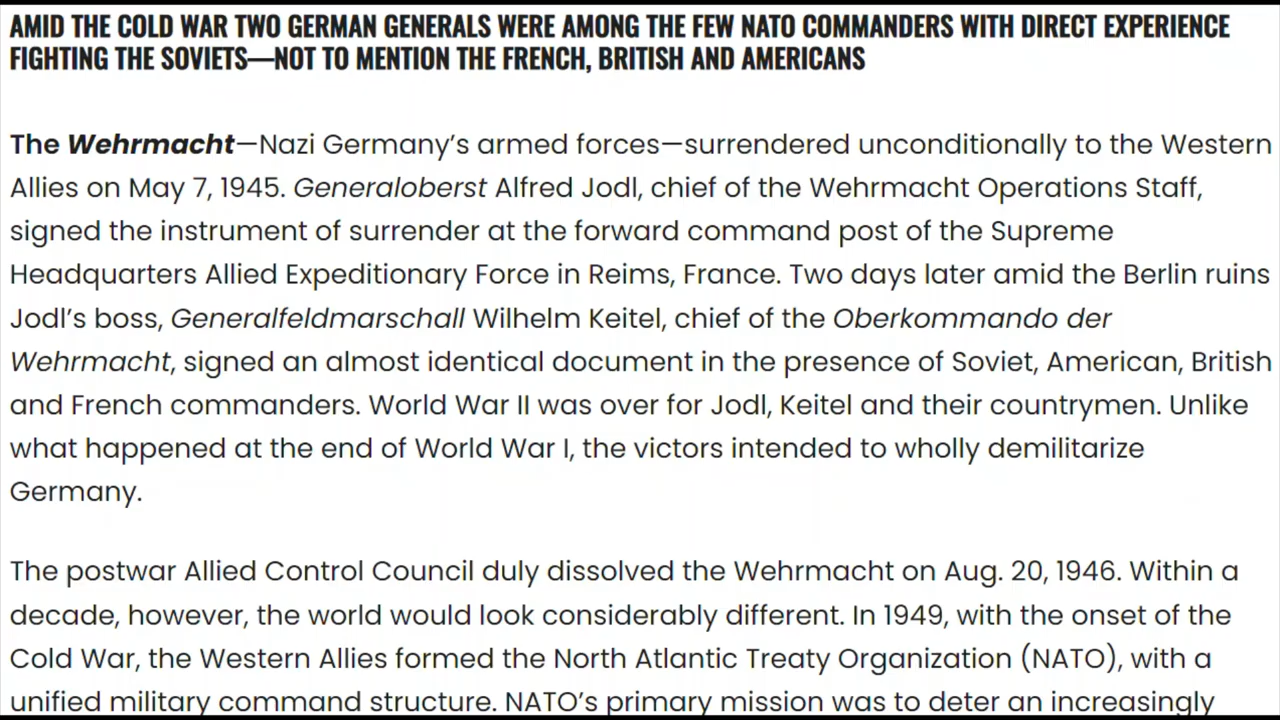 AMID THE COLD WAR TWO GERMAN GENERALS WERE AMONG THE FEW NATO COMMANDERS WITH DIRECT EXPERIENCE
FIGHTING THE SOVIETS—NOT TO MENTION THE FRENCH, BRITISH AND AMERICANS
The Wehrmacht—Nazi Germany’s armed forces—surrendered unconditionally to the Western
Allies on May 7, 1945. Generaloberst Alfred Jodl, chief of the Wehrmacht Operations Staff,
signed the instrument of surrender at the forward command post of the Supreme
Headquarters Allied Expeditionary Force in Reims, France. Two days later amid the Berlin ruins
Jodl’s boss, Generalfeldmarschall Wilhelm Keitel, chief of the Oberkommando der
Wehrmacht, signed an almost identical document in the presence of Soviet, American, British
and French commanders. World War II was over for Jodl, Keitel and their countrymen. Unlike
what happened at the end of World War I, the victors intended to wholly demilitarize
Germany.
The postwar Allied Control Council duly dissolved the Wehrmacht on Aug. 20, 1946. Within a
decade, however, the world would look considerably different. In 1949, with the onset of the
Cold War, the Western Allies formed the North Atlantic Treaty Organization (NATO), with a
unified military command structure. NATO’s primary mission was to deter an increasingly